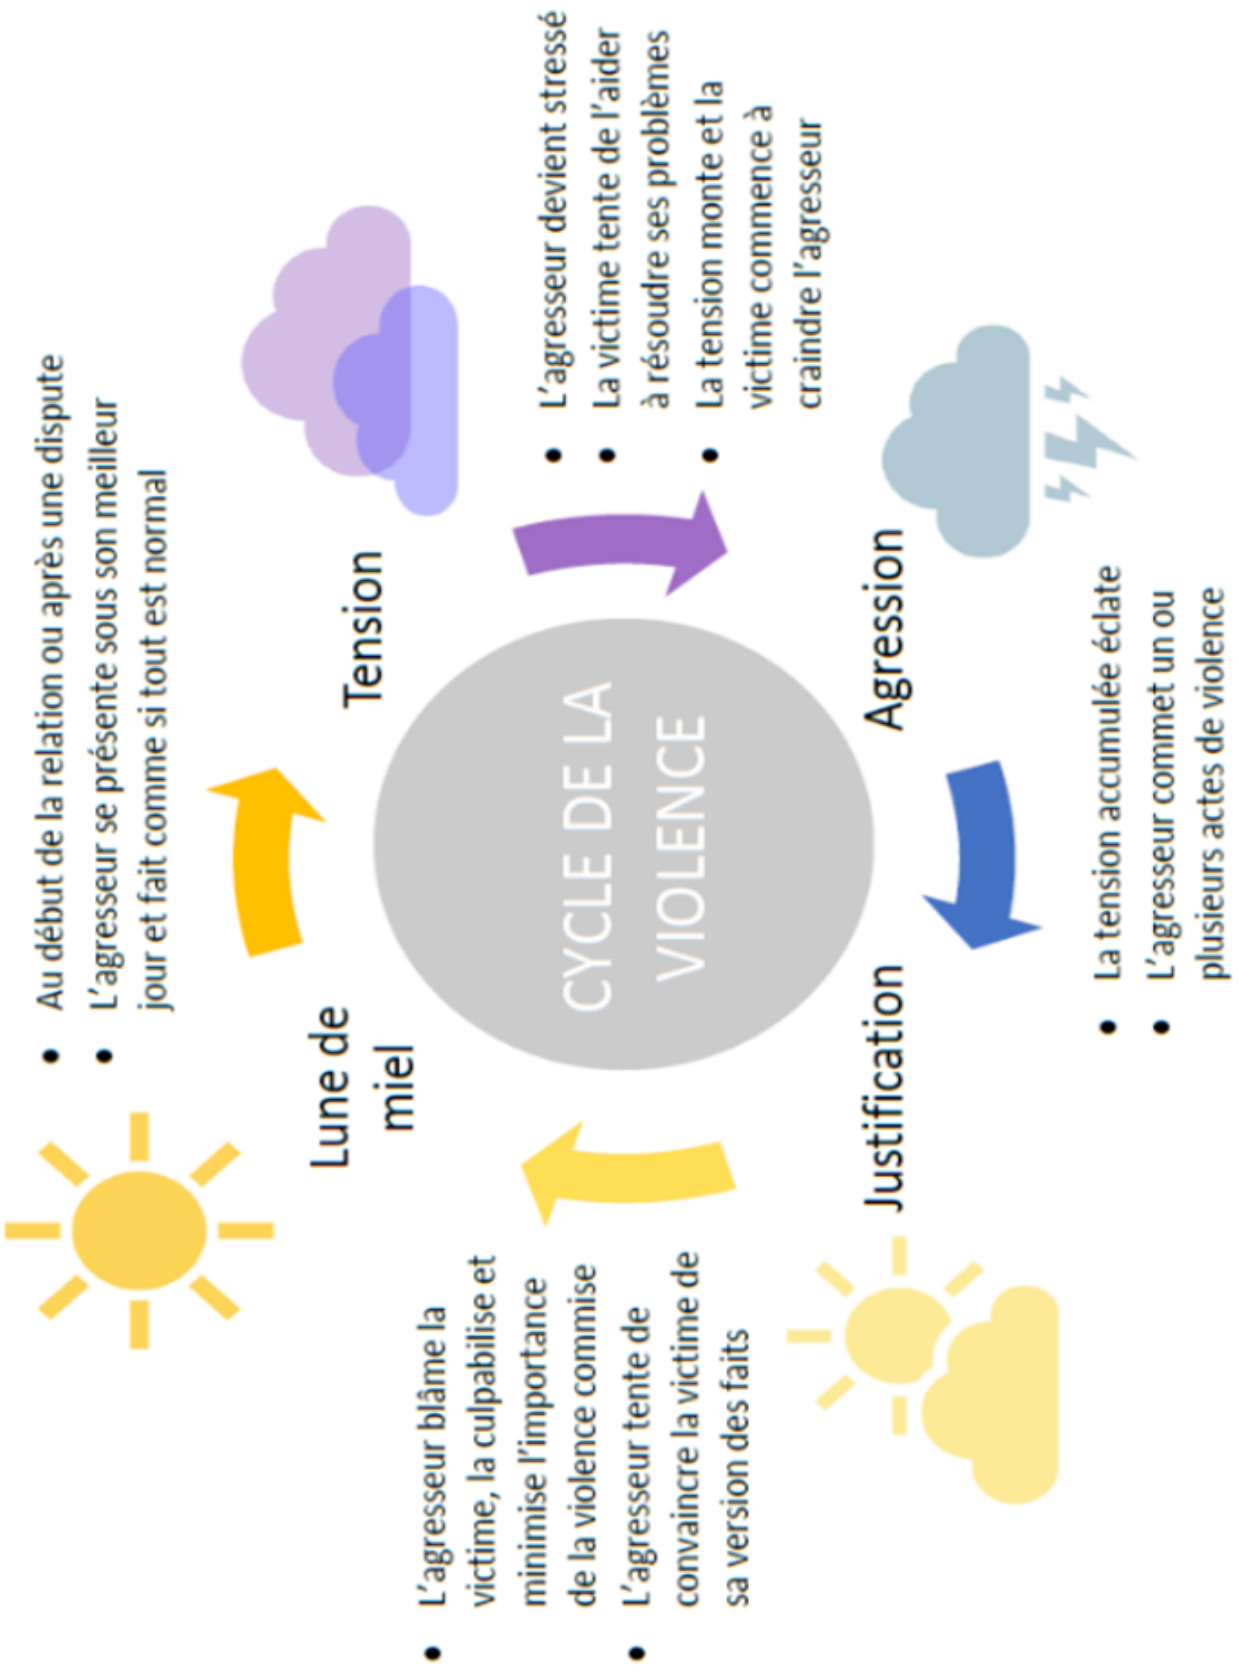 • Au début de la relation ou après une dispute
• L'agresseur se présente sous son meilleur
jour et fait comme si tout est normal
Lune de
miel
Tension
• L'agresseur devient stressé
• La victime tente de l'aider
à résoudre ses problèmes
• La tension monte et la
victime commence à
craindre l'agresseur
CYCLE DE LA
VIOLENCE
• L'agresseur blâme la
victime, la culpabilise et
minimise l'importance
de la violence commise
• L'agresseur tente de
convaincre la victime de
sa version des faits
Justification
Agression
• La tension accumulée éclate
• L'agresseur commet un ou
plusieurs actes de violence